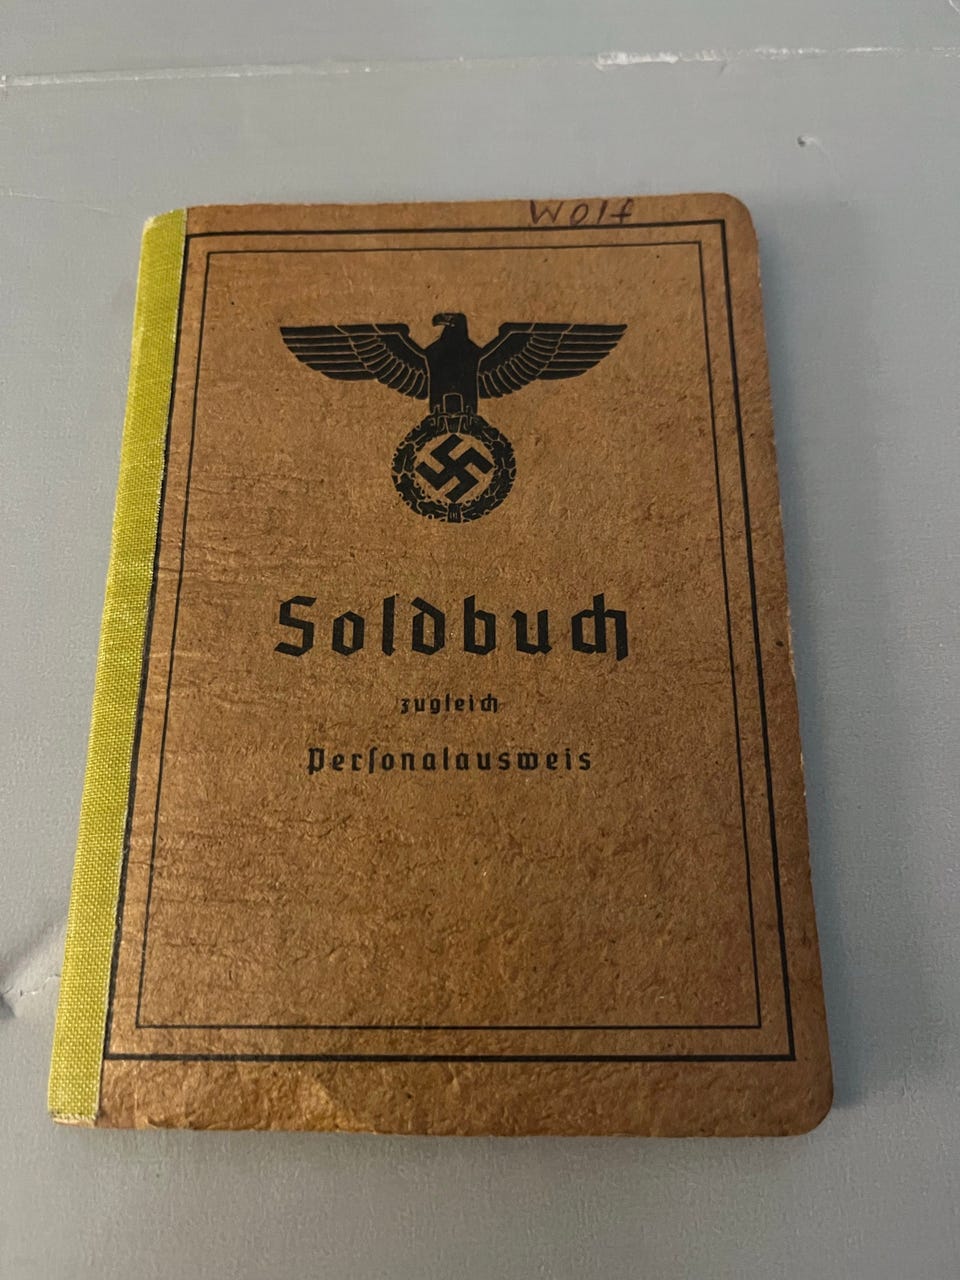 Wolf
Soldbuch
zugleich
Perſonalausweis